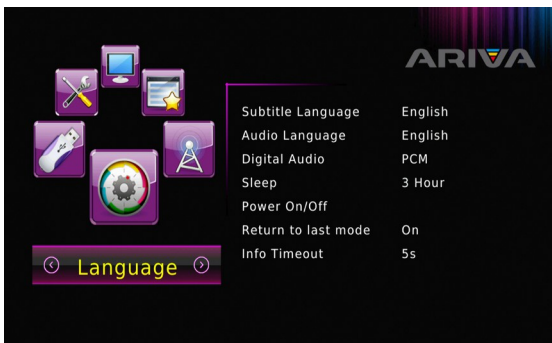 ARIVA
Subtitle Language English
Audio Language English
Digital Audio PCM
Sleep 3 Hour
Power On/Off
Return to last mode On
Info Timeout 5s
Language